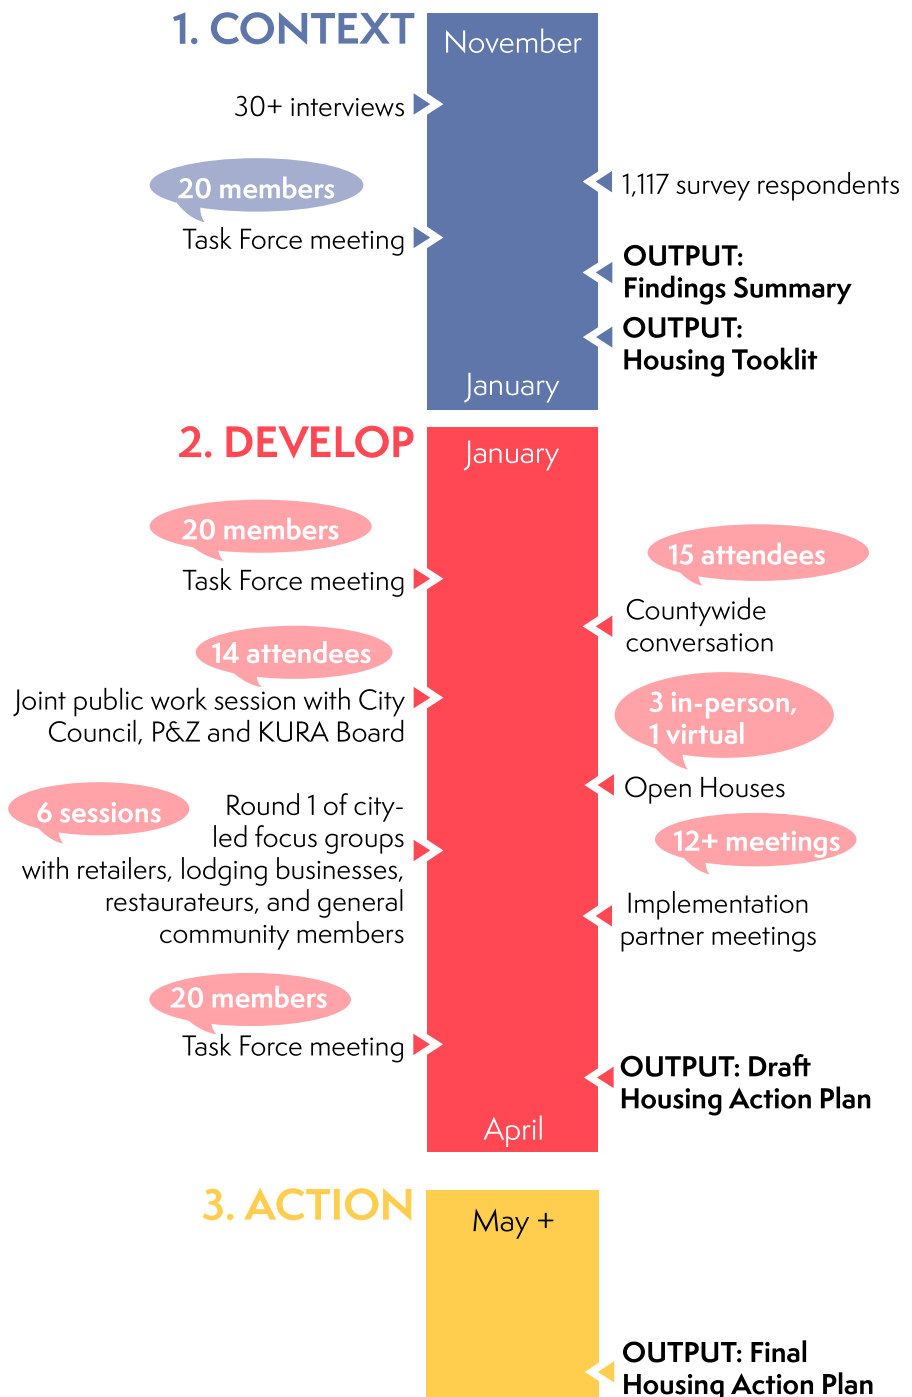 1. CONTEXT
November
30+ interviews
20 members
1,117 survey respondents
Task Force meeting
OUTPUT:
Findings Summary
OUTPUT:
Housing Tooklit
January
2. DEVELOP
January
20 members
Task Force meeting
15 attendees
Countywide
conversation
14 attendees
Joint public work session with City
Council, P&Z and KURA Board
3 in-person,
1 virtual
Open Houses
6 sessions
Round 1 of city-
led focus groups
with retailers, lodging businesses,
restaurateurs, and general
community members
12+ meetings
Implementation
partner meetings
20 members
Task Force meeting
OUTPUT: Draft
Housing Action Plan
April
3. ACTION
May +
OUTPUT: Final
Housing Action Plan